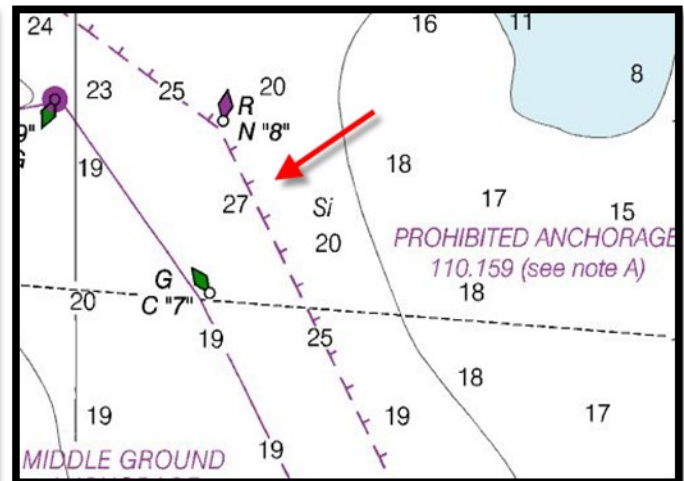 24
16
11
8
23
25
20
R
N "8"
9"
G
19
18
27
Si
17
15
20
PROHIBITED ANCHORAGE
110.159 (see note A)
G
C "7"
20
18
19
25
18
19
19
17
19
MIDDLE GROUND